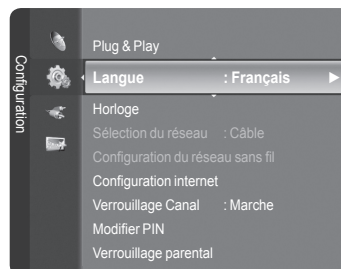 Configuration
Plug & Play
Langue : Français
Horloge
Sélection du réseau : Câble
Configuration du réseau sans fil
Configuration internet
Verrouillage Canal : Marche
Modifier PIN
Verrouillage parental